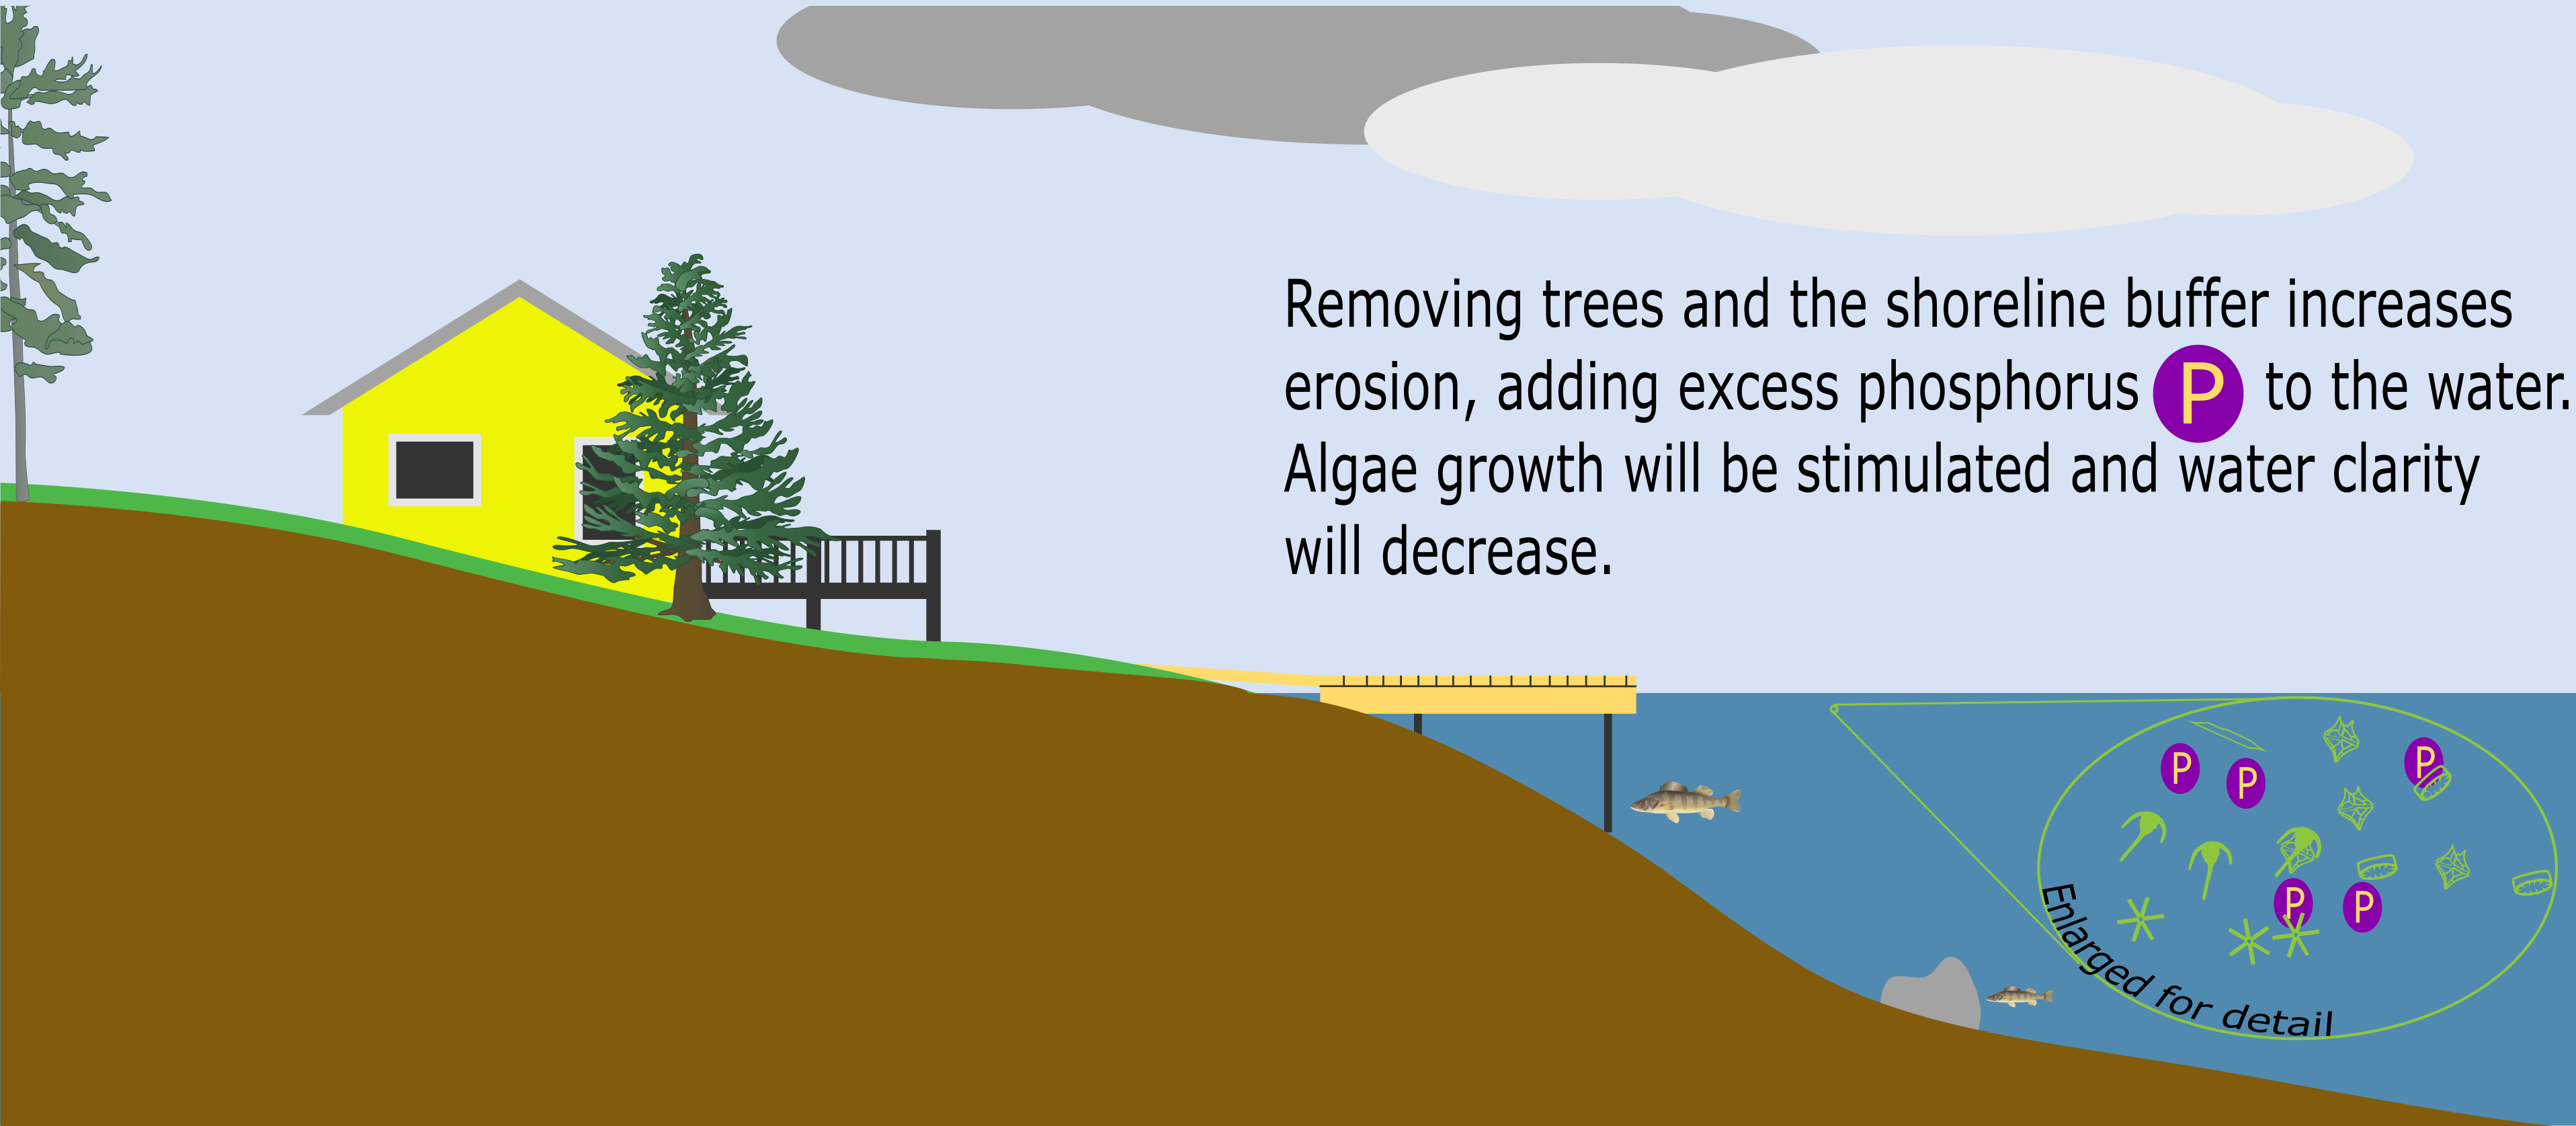 Removing trees and the shoreline buffer increases
erosion, adding excess phosphorus P to the water.
Algae growth will be stimulated and water clarity
will decrease.
P
P
P
P
P
Enlarged for detail